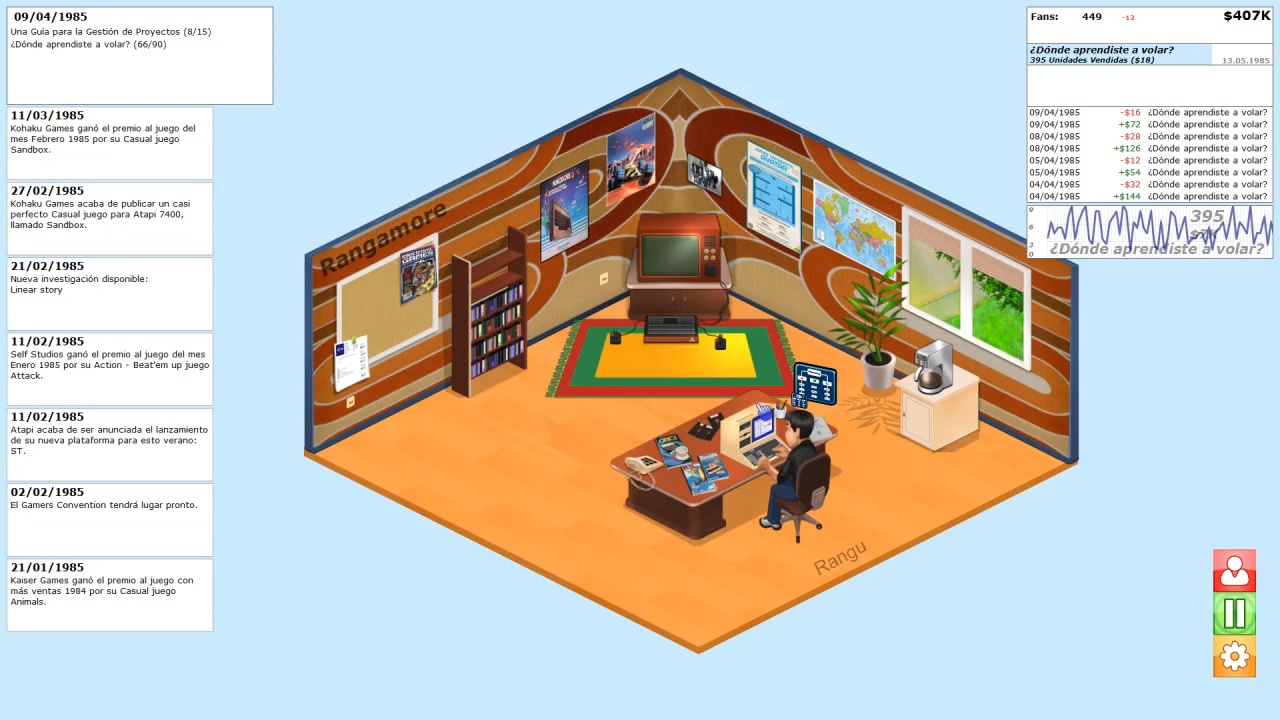 09/04/1985
Una Guía para la Gestión de Proyectos (8/15)
¿Dónde aprendiste a volar? (66/90)
11/03/1985
Kohaku Games ganó el premio al juego del
mes Febrero 1985 por su Casual juego
Sandbox.
27/02/1985
Kohaku Games acaba de publicar un casi
perfecto Casual juego para Atapi 7400,
llamado Sandbox.
21/02/1985
Nueva investigación disponible:
Linear story
11/02/1985
Self Studios ganó el premio al juego del mes
Enero 1985 por su Action - Beat'em up juego
Attack.
11/02/1985
Atapi acaba de ser anunciada el lanzamiento
de su nueva plataforma para esto verano:
ST.
02/02/1985
El Gamers Convention tendrá lugar pronto.
21/01/1985
Kaiser Games ganó el premio al juego con
más ventas 1984 por su Casual juego
Animals.
Rangamore
Rangu
Fans: 449 -12 $407K
¿Dónde aprendiste a volar?
395 Unidades Vendidas ($18) 13.05.1985
09/04/1985 -$16 ¿Dónde aprendiste a volar?
09/04/1985 +$72 ¿Dónde aprendiste a volar?
08/04/1985 -$28 ¿Dónde aprendiste a volar?
08/04/1985 +$126 ¿Dónde aprendiste a volar?
05/04/1985 -$12 ¿Dónde aprendiste a volar?
05/04/1985 +$54 ¿Dónde aprendiste a volar?
04/04/1985 -$32 ¿Dónde aprendiste a volar?
04/04/1985 +$144 ¿Dónde aprendiste a volar?
9
6
3
0
395
¿Dónde aprendiste a volar?